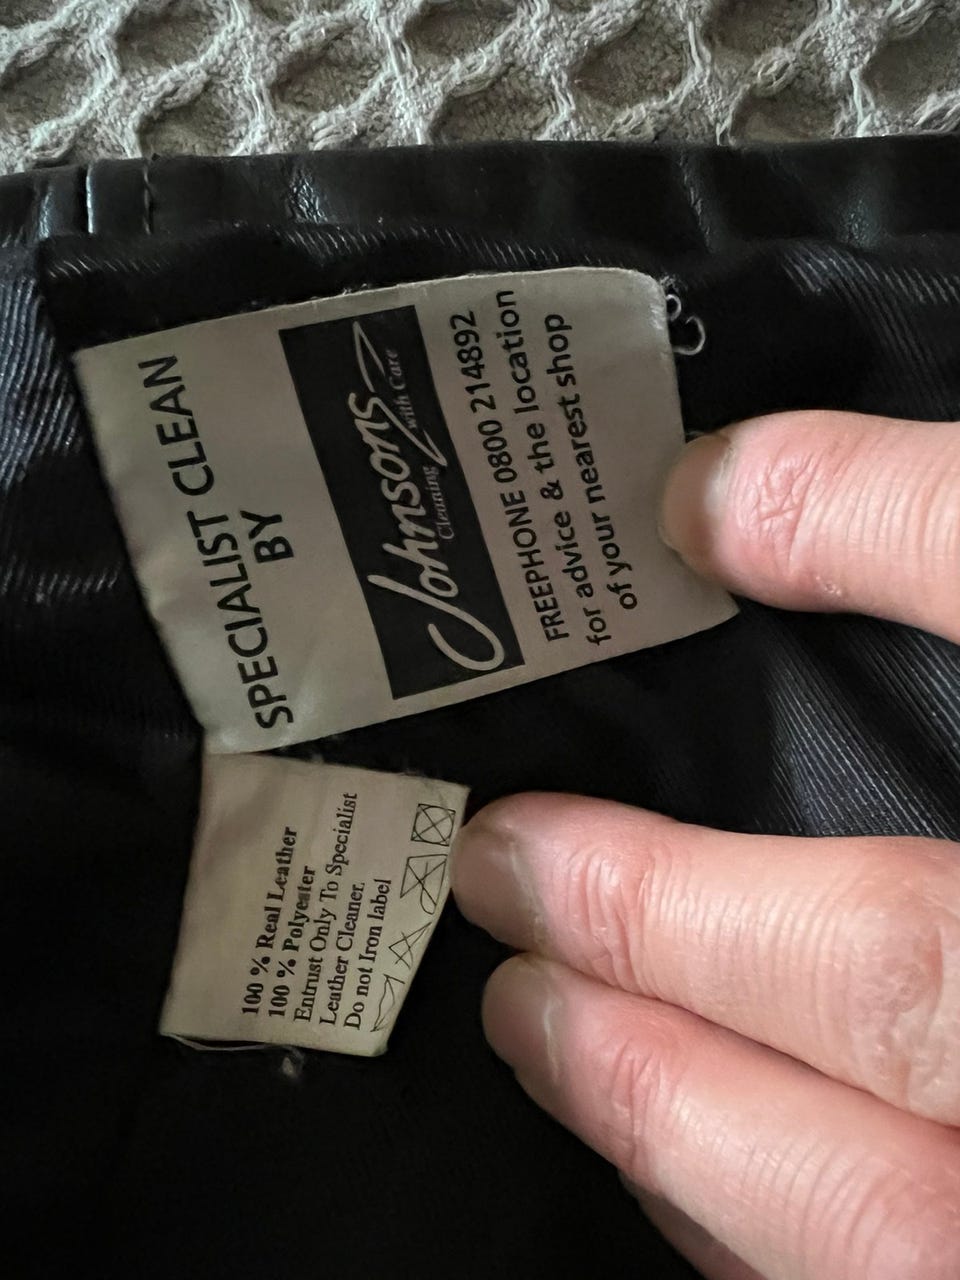 SPECIALIST CLEAN
BY
Johnsons
Cleaning with Care
FREEPHONE 0800 214892
for advice & the location
of your nearest shop
100 % Real Leather
100 % Polyester
Entrust Only To Specialist
Leather Cleaner.
Do not Iron label